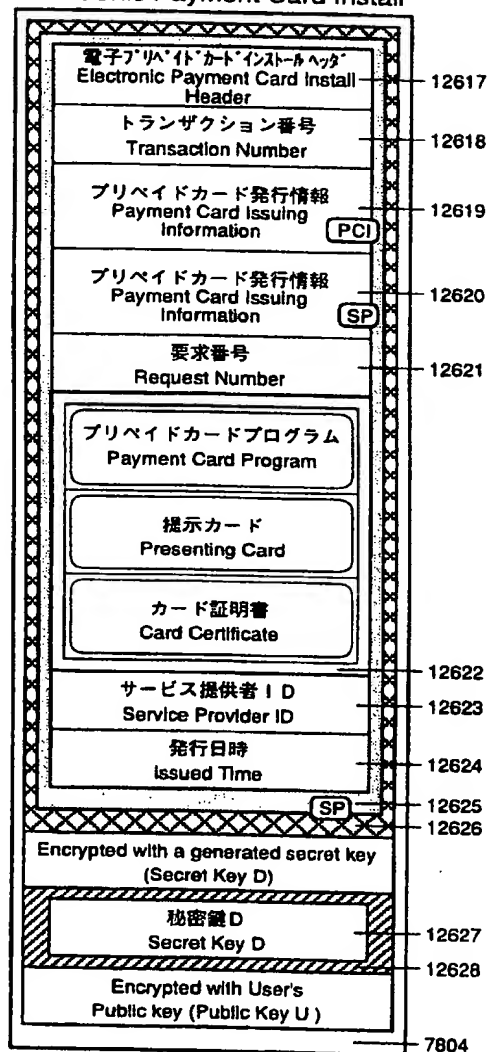 Electronic Payment Card Install
電子プリペイドカードインストールヘッダ
Electronic Payment Card Install
Header
12617
トランザクション番号
Transaction Number
12618
プリペイドカード発行情報
Payment Card Issuing
Information
PCI
12619
プリペイドカード発行情報
Payment Card Issuing
Information
SP
12620
要求番号
Request Number
12621
プリペイドカードプログラム
Payment Card Program
提示カード
Presenting Card
カード証明書
Card Certificate
12622
サービス提供者ID
Service Provider ID
12623
発行日時
Issued Time
12624
SP
12625
12626
Encrypted with a generated secret key
(Secret Key D)
秘密鍵D
Secret Key D
12627
12628
Encrypted with User's
Public key (Public Key U )
7804